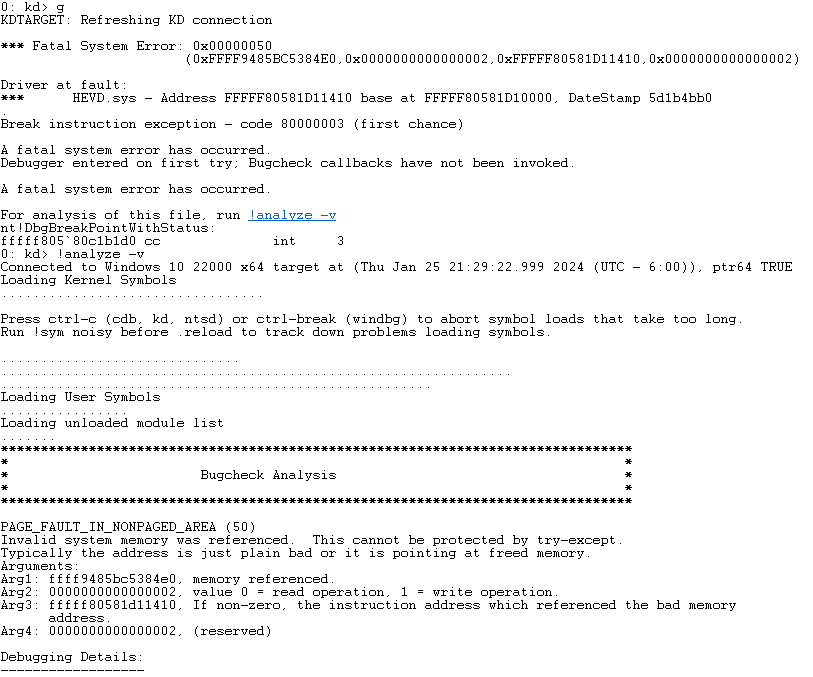 0: kd> g
KDTARGET: Refreshing KD connection
*** Fatal System Error: 0x00000050
(0xFFFF9485BC5384E0,0x0000000000000002,0xFFFFF80581D11410,0x0000000000000002)
Driver at fault:
***      HEVD.sys - Address FFFFF80581D11410 base at FFFFF80581D10000, DateStamp 5d1b4bb0
.
Break instruction exception - code 80000003 (first chance)
A fatal system error has occurred.
Debugger entered on first try; Bugcheck callbacks have not been invoked.
A fatal system error has occurred.
For analysis of this file, run !analyze -v
nt!DbgBreakPointWithStatus:
fffff805`80c1b1d0 cc              int     3
0: kd> !analyze -v
Connected to Windows 10 22000 x64 target at (Thu Jan 25 21:29:22.999 2024 (UTC - 6:00)), ptr64 TRUE
Loading Kernel Symbols
.................................
Press ctrl-c (cdb, kd, ntsd) or ctrl-break (windbg) to abort symbol loads that take too long.
Run !sym noisy before .reload to track down problems loading symbols.
..............................
................................................................
......................................................
Loading User Symbols
................
Loading unloaded module list
.......
*******************************************************************************
*                                                                             *
*                        Bugcheck Analysis                                    *
*                                                                             *
*******************************************************************************
PAGE_FAULT_IN_NONPAGED_AREA (50)
Invalid system memory was referenced.  This cannot be protected by try-except.
Typically the address is just plain bad or it is pointing at freed memory.
Arguments:
Arg1: ffff9485bc5384e0, memory referenced.
Arg2: 0000000000000002, value 0 = read operation, 1 = write operation.
Arg3: fffff80581d11410, If non-zero, the instruction address which referenced the bad memory
address.
Arg4: 0000000000000002, (reserved)
Debugging Details:
------------------